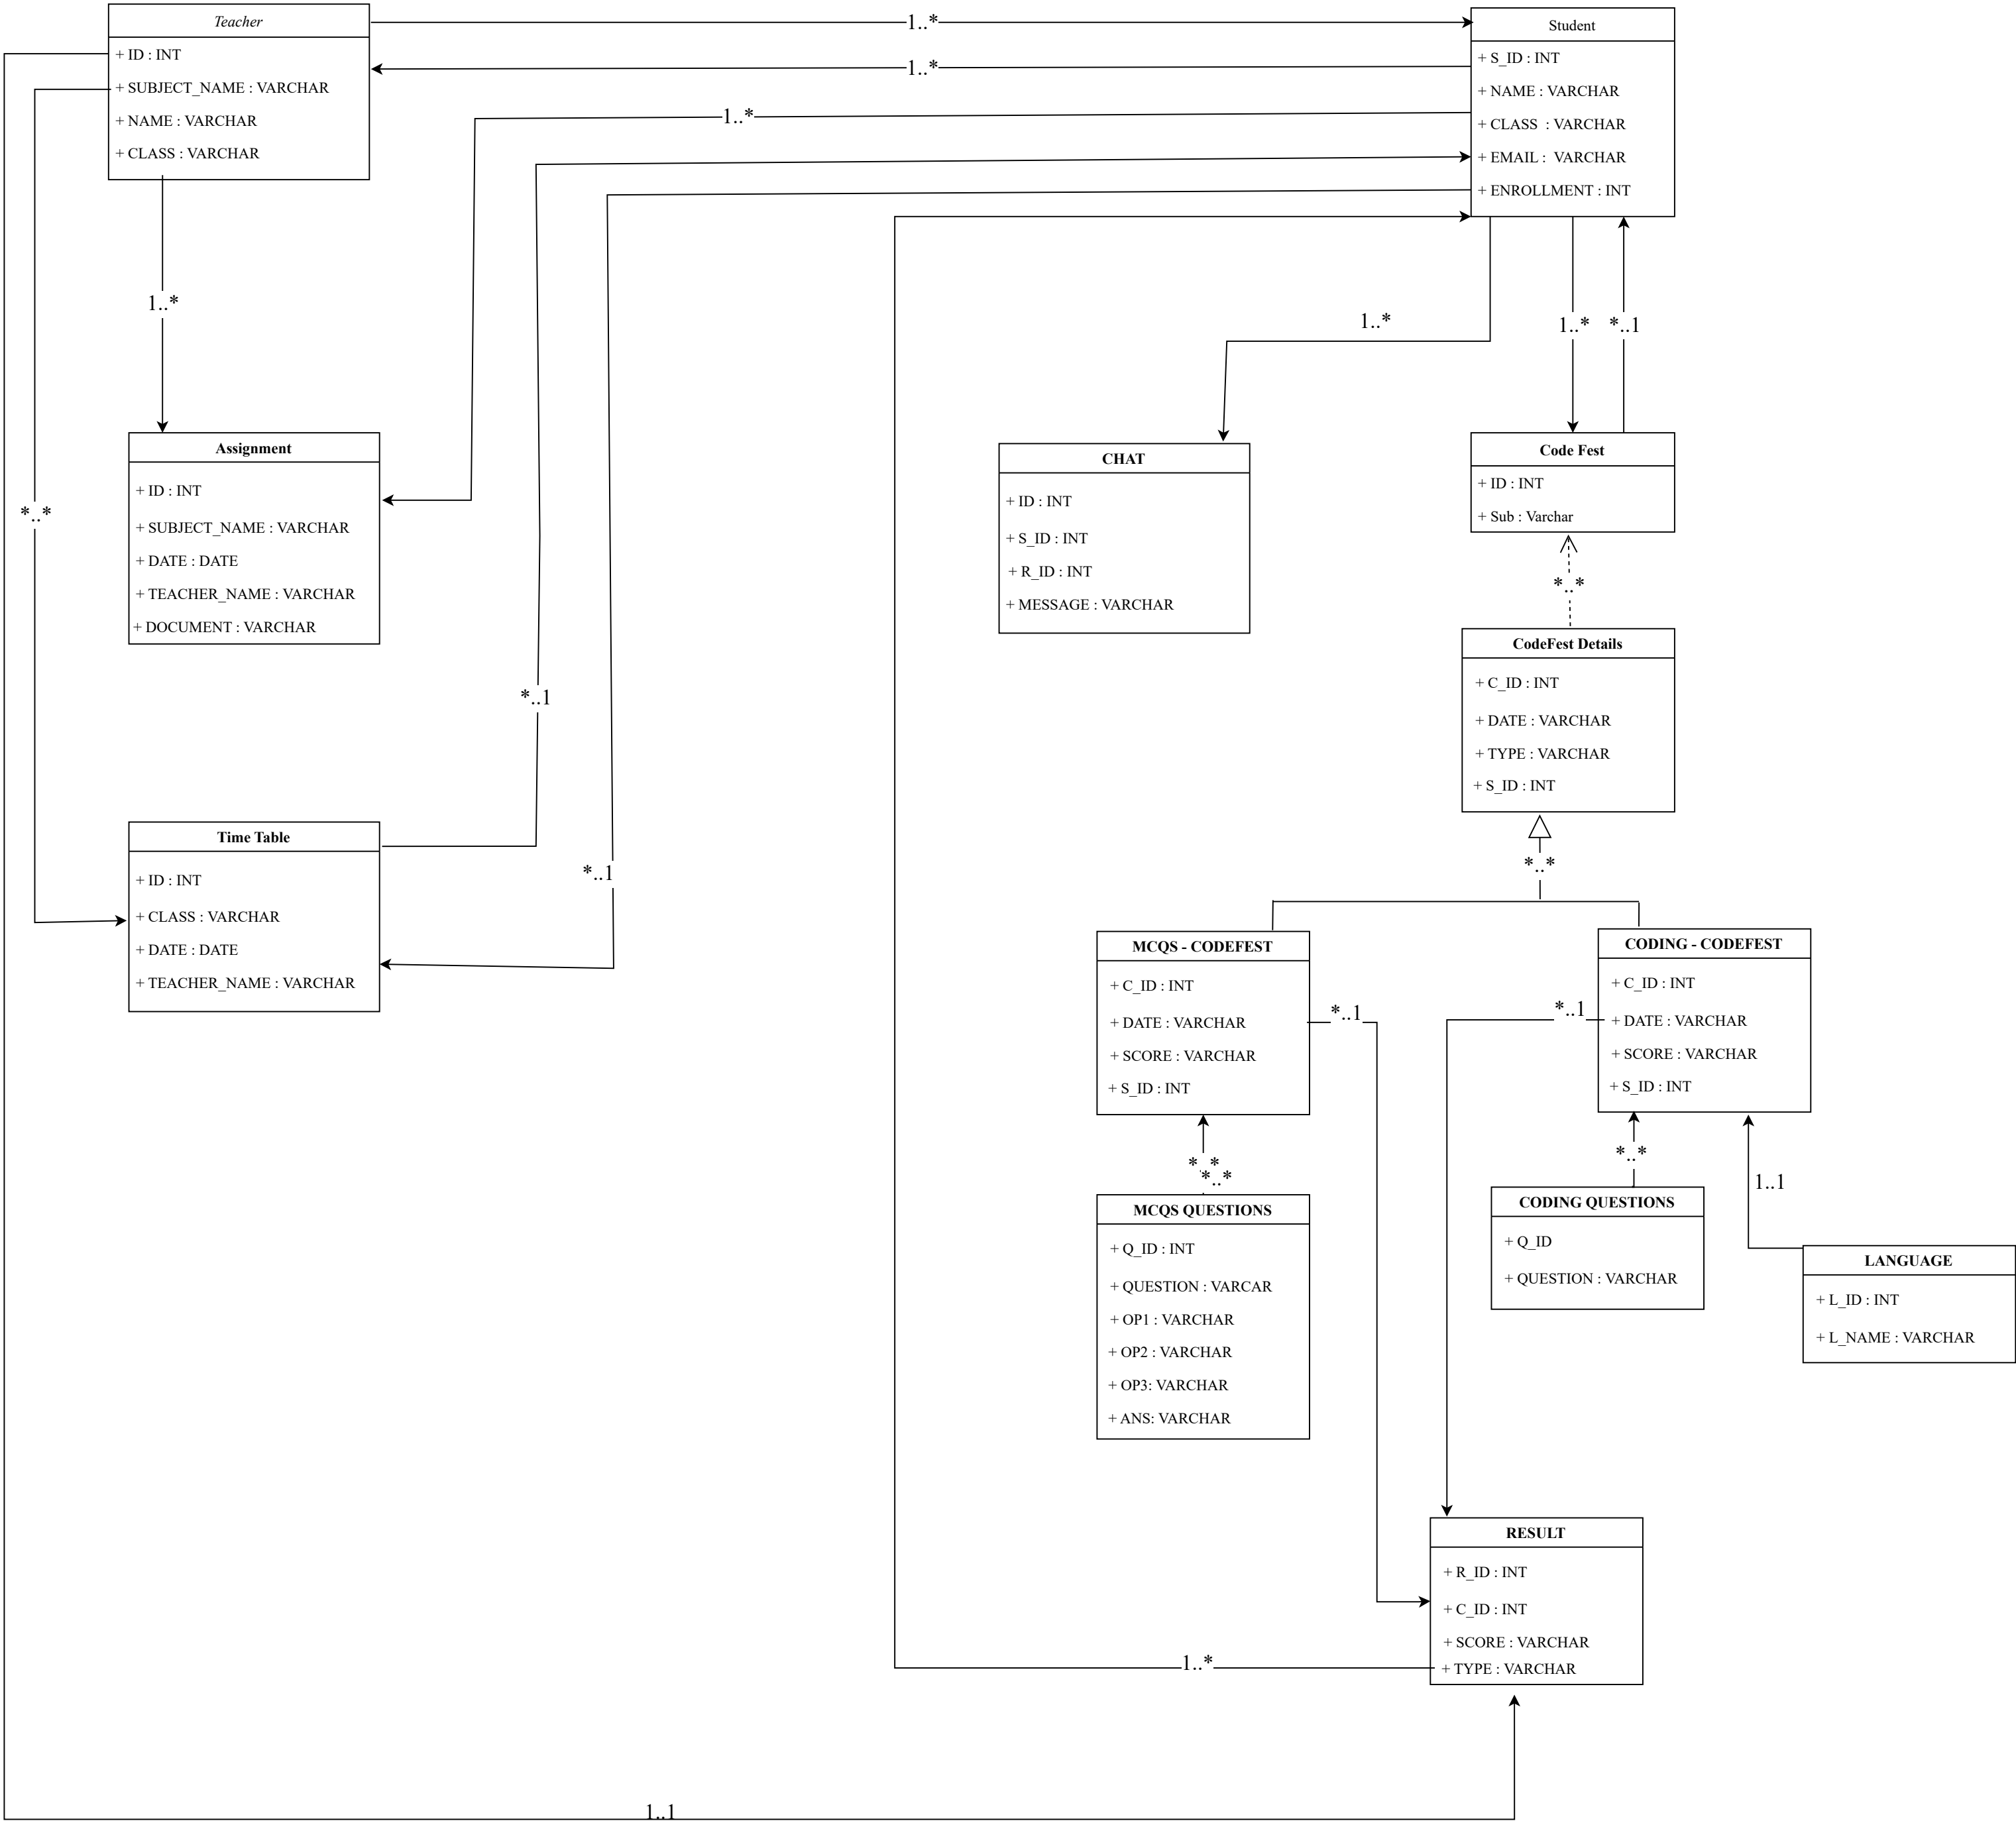 Teacher
+ ID : INT
+ SUBJECT_NAME : VARCHAR
+ NAME : VARCHAR
+ CLASS : VARCHAR
1..*
1..*
1..*
Student
+ S_ID : INT
+ NAME : VARCHAR
+ CLASS : VARCHAR
+ EMAIL : VARCHAR
+ ENROLLMENT : INT
1..*
1..*
1..*
*..1
*..*
Assignment
+ ID : INT
+ SUBJECT_NAME : VARCHAR
+ DATE : DATE
+ TEACHER_NAME : VARCHAR
+ DOCUMENT : VARCHAR
CHAT
+ ID : INT
+ S_ID : INT
+ R_ID : INT
+ MESSAGE : VARCHAR
Code Fest
+ ID : INT
+ Sub : Varchar
*..*
CodeFest Details
+ C_ID : INT
+ DATE : VARCHAR
+ TYPE : VARCHAR
+ S_ID : INT
*..1
*..1
*..*
Time Table
+ ID : INT
+ CLASS : VARCHAR
+ DATE : DATE
+ TEACHER_NAME : VARCHAR
MCQS - CODEFEST
+ C_ID : INT
+ DATE : VARCHAR
+ SCORE : VARCHAR
+ S_ID : INT
*..1
*..1
CODING - CODEFEST
+ C_ID : INT
+ DATE : VARCHAR
+ SCORE : VARCHAR
+ S_ID : INT
*..*
*..*
*..*
1..1
MCQS QUESTIONS
+ Q_ID : INT
+ QUESTION : VARCAR
+ OP1 : VARCHAR
+ OP2 : VARCHAR
+ OP3: VARCHAR
+ ANS: VARCHAR
CODING QUESTIONS
+ Q_ID
+ QUESTION : VARCHAR
LANGUAGE
+ L_ID : INT
+ L_NAME : VARCHAR
RESULT
+ R_ID : INT
+ C_ID : INT
+ SCORE : VARCHAR
+ TYPE : VARCHAR
1..*
1..1